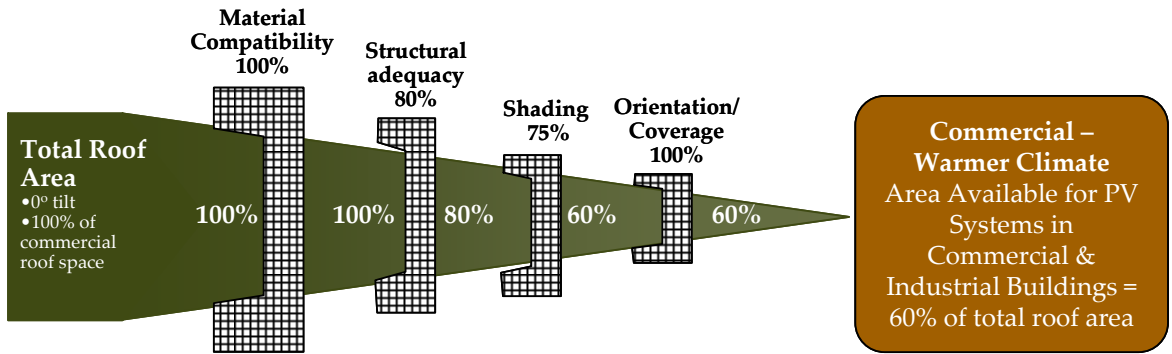 Material
Compatibility
100%
Structural
adequacy
80%
Shading
75%
Orientation/
Coverage
100%
Total Roof
Area
•0º tilt
•100% of
commercial
roof space
100%
100%
80%
60%
60%
Commercial –
Warmer Climate
Area Available for PV
Systems in
Commercial &
Industrial Buildings =
60% of total roof area